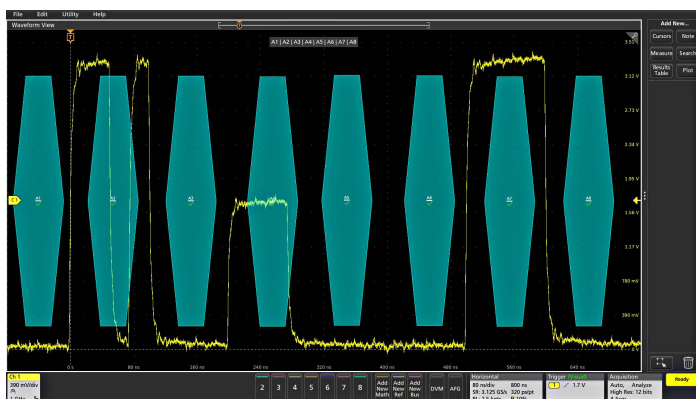 File Edit Utility Help
Waveform View
Add New...
Cursors Note
Measure Search
Results Table Plot
A1 | A2 | A3 | A4 | A5 | A6 | A7 | A8
3.12 V
2.73 V
2.34 V
1.95 V
1.56 V
1.17 V
780 mV
390 mV
0 V
C1
A1 A2 A3 A5 A6 A7 A8
0 s 80 ns 160 ns 240 ns 320 ns 400 ns 480 ns 560 ns 640 ns
Ch 1
390 mV/div
1 GHz
2 3 4 5 6 7 8
Add New Math
Add New Ref
Add New Bus
DVM AFG
Horizontal
80 ns/div 800 ns
SR: 3.125 GS/s 320 ps/pt
Trigger (Visual)
1 1.7 V
Acquisition
Auto, Analyze
High Res: 12 bits
Ready